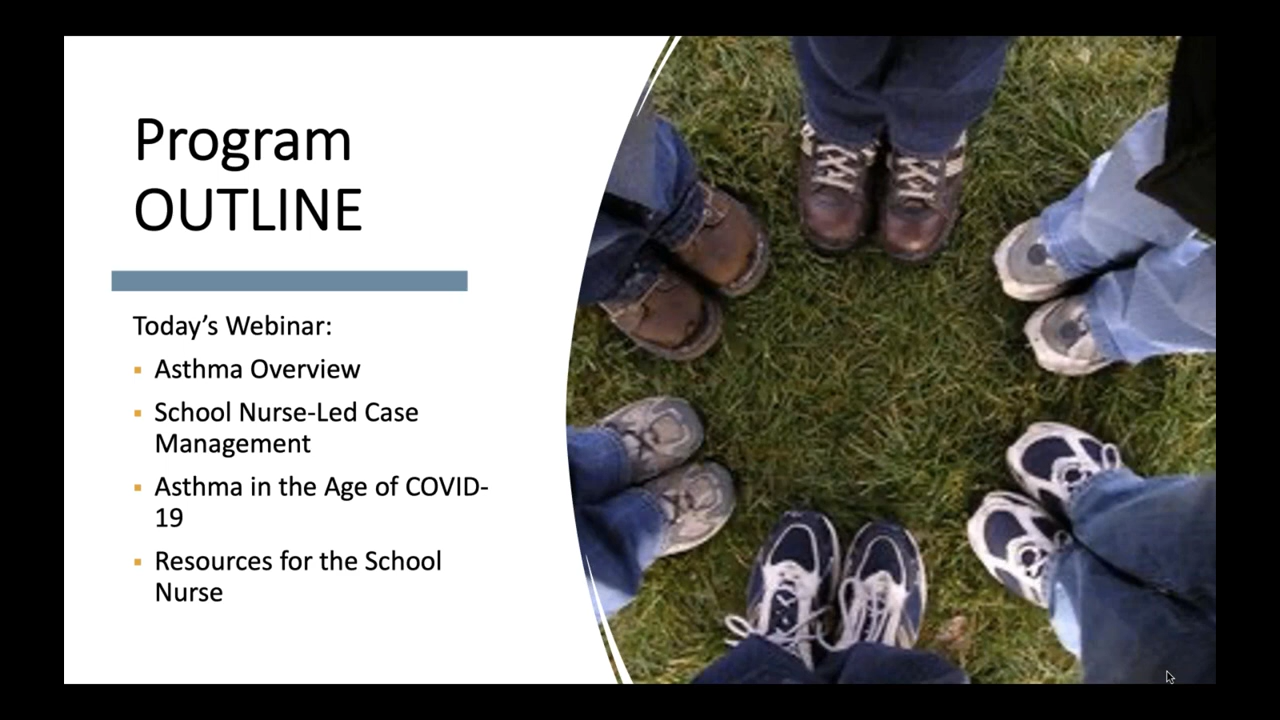 Program
OUTLINE
Today’s Webinar:
▪ Asthma Overview
▪ School Nurse-Led Case
Management
▪ Asthma in the Age of COVID-
19
▪ Resources for the School
Nurse